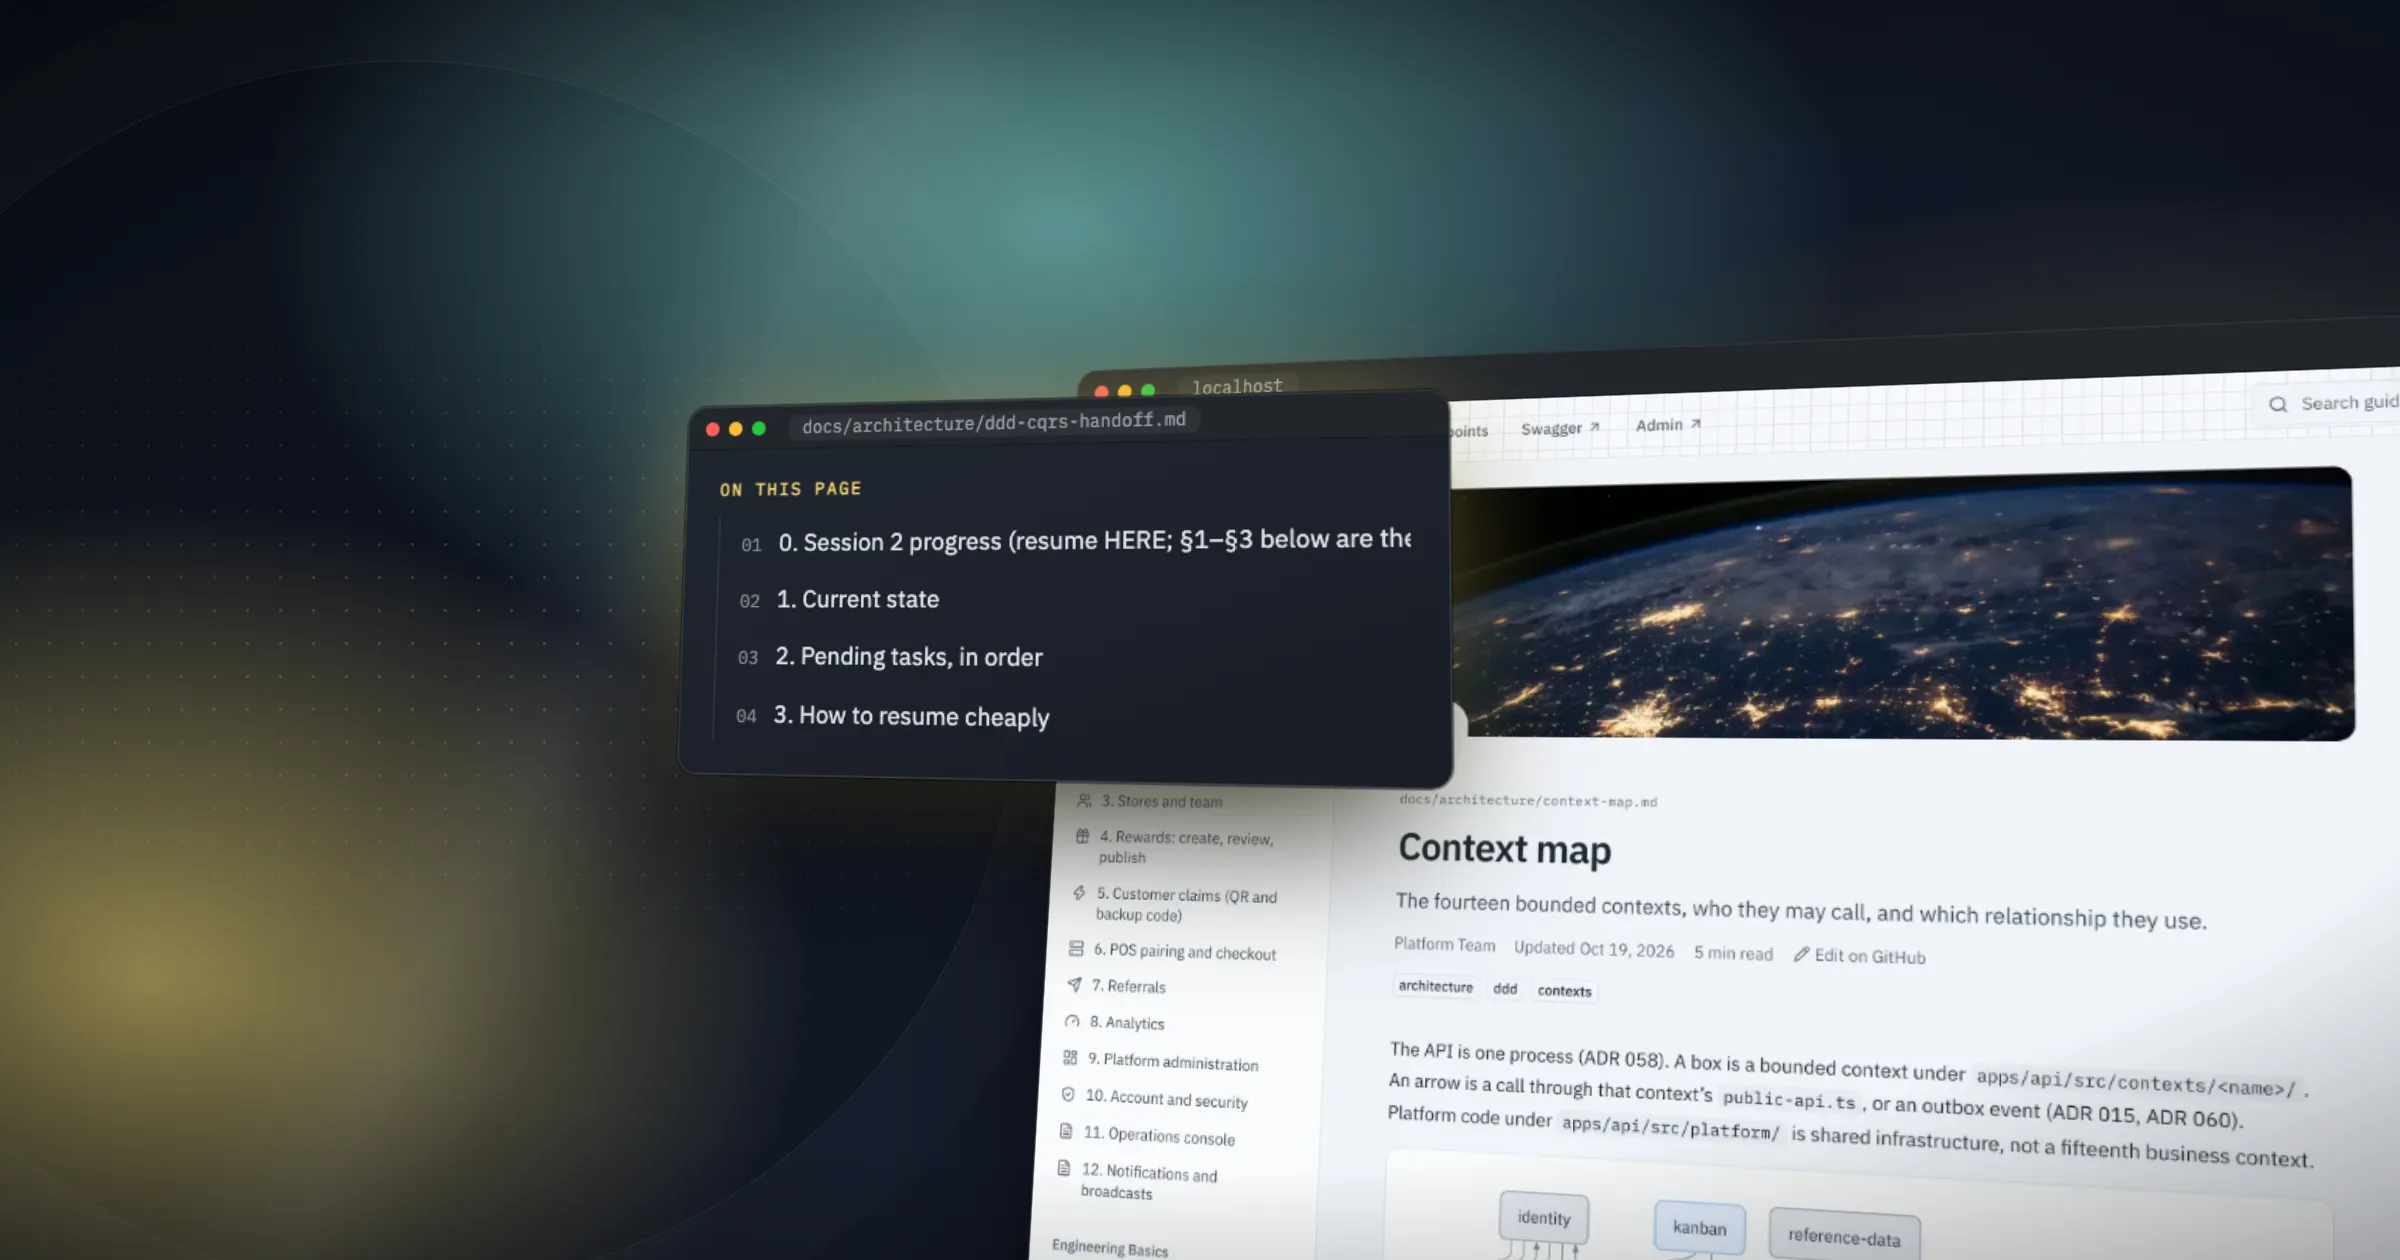 localhost
docs/architecture/ddd-cqrs-handoff.md
ON THIS PAGE
01 0. Session 2 progress (resume HERE; §1–§3 below are the
02 1. Current state
03 2. Pending tasks, in order
04 3. How to resume cheaply
Swagger ↗
Admin ↗
Search
3. Stores and team
4. Rewards: create, review,
publish
5. Customer claims (QR and
backup code)
6. POS pairing and checkout
7. Referrals
8. Analytics
9. Platform administration
10. Account and security
11. Operations console
12. Notifications and
broadcasts
Engineering Basics
docs/architecture/context-map.md
Context map
The fourteen bounded contexts, who they may call, and which relationship they use.
Platform Team Updated Oct 19, 2026 5 min read Edit on GitHub
architecture ddd contexts
The API is one process (ADR 058). A box is a bounded context under apps/api/src/contexts/<name>/ .
An arrow is a call through that context's public-api.ts , or an outbox event (ADR 015, ADR 060).
Platform code under apps/api/src/platform/ is shared infrastructure, not a fifteenth business context.
identity
kanban
reference-data